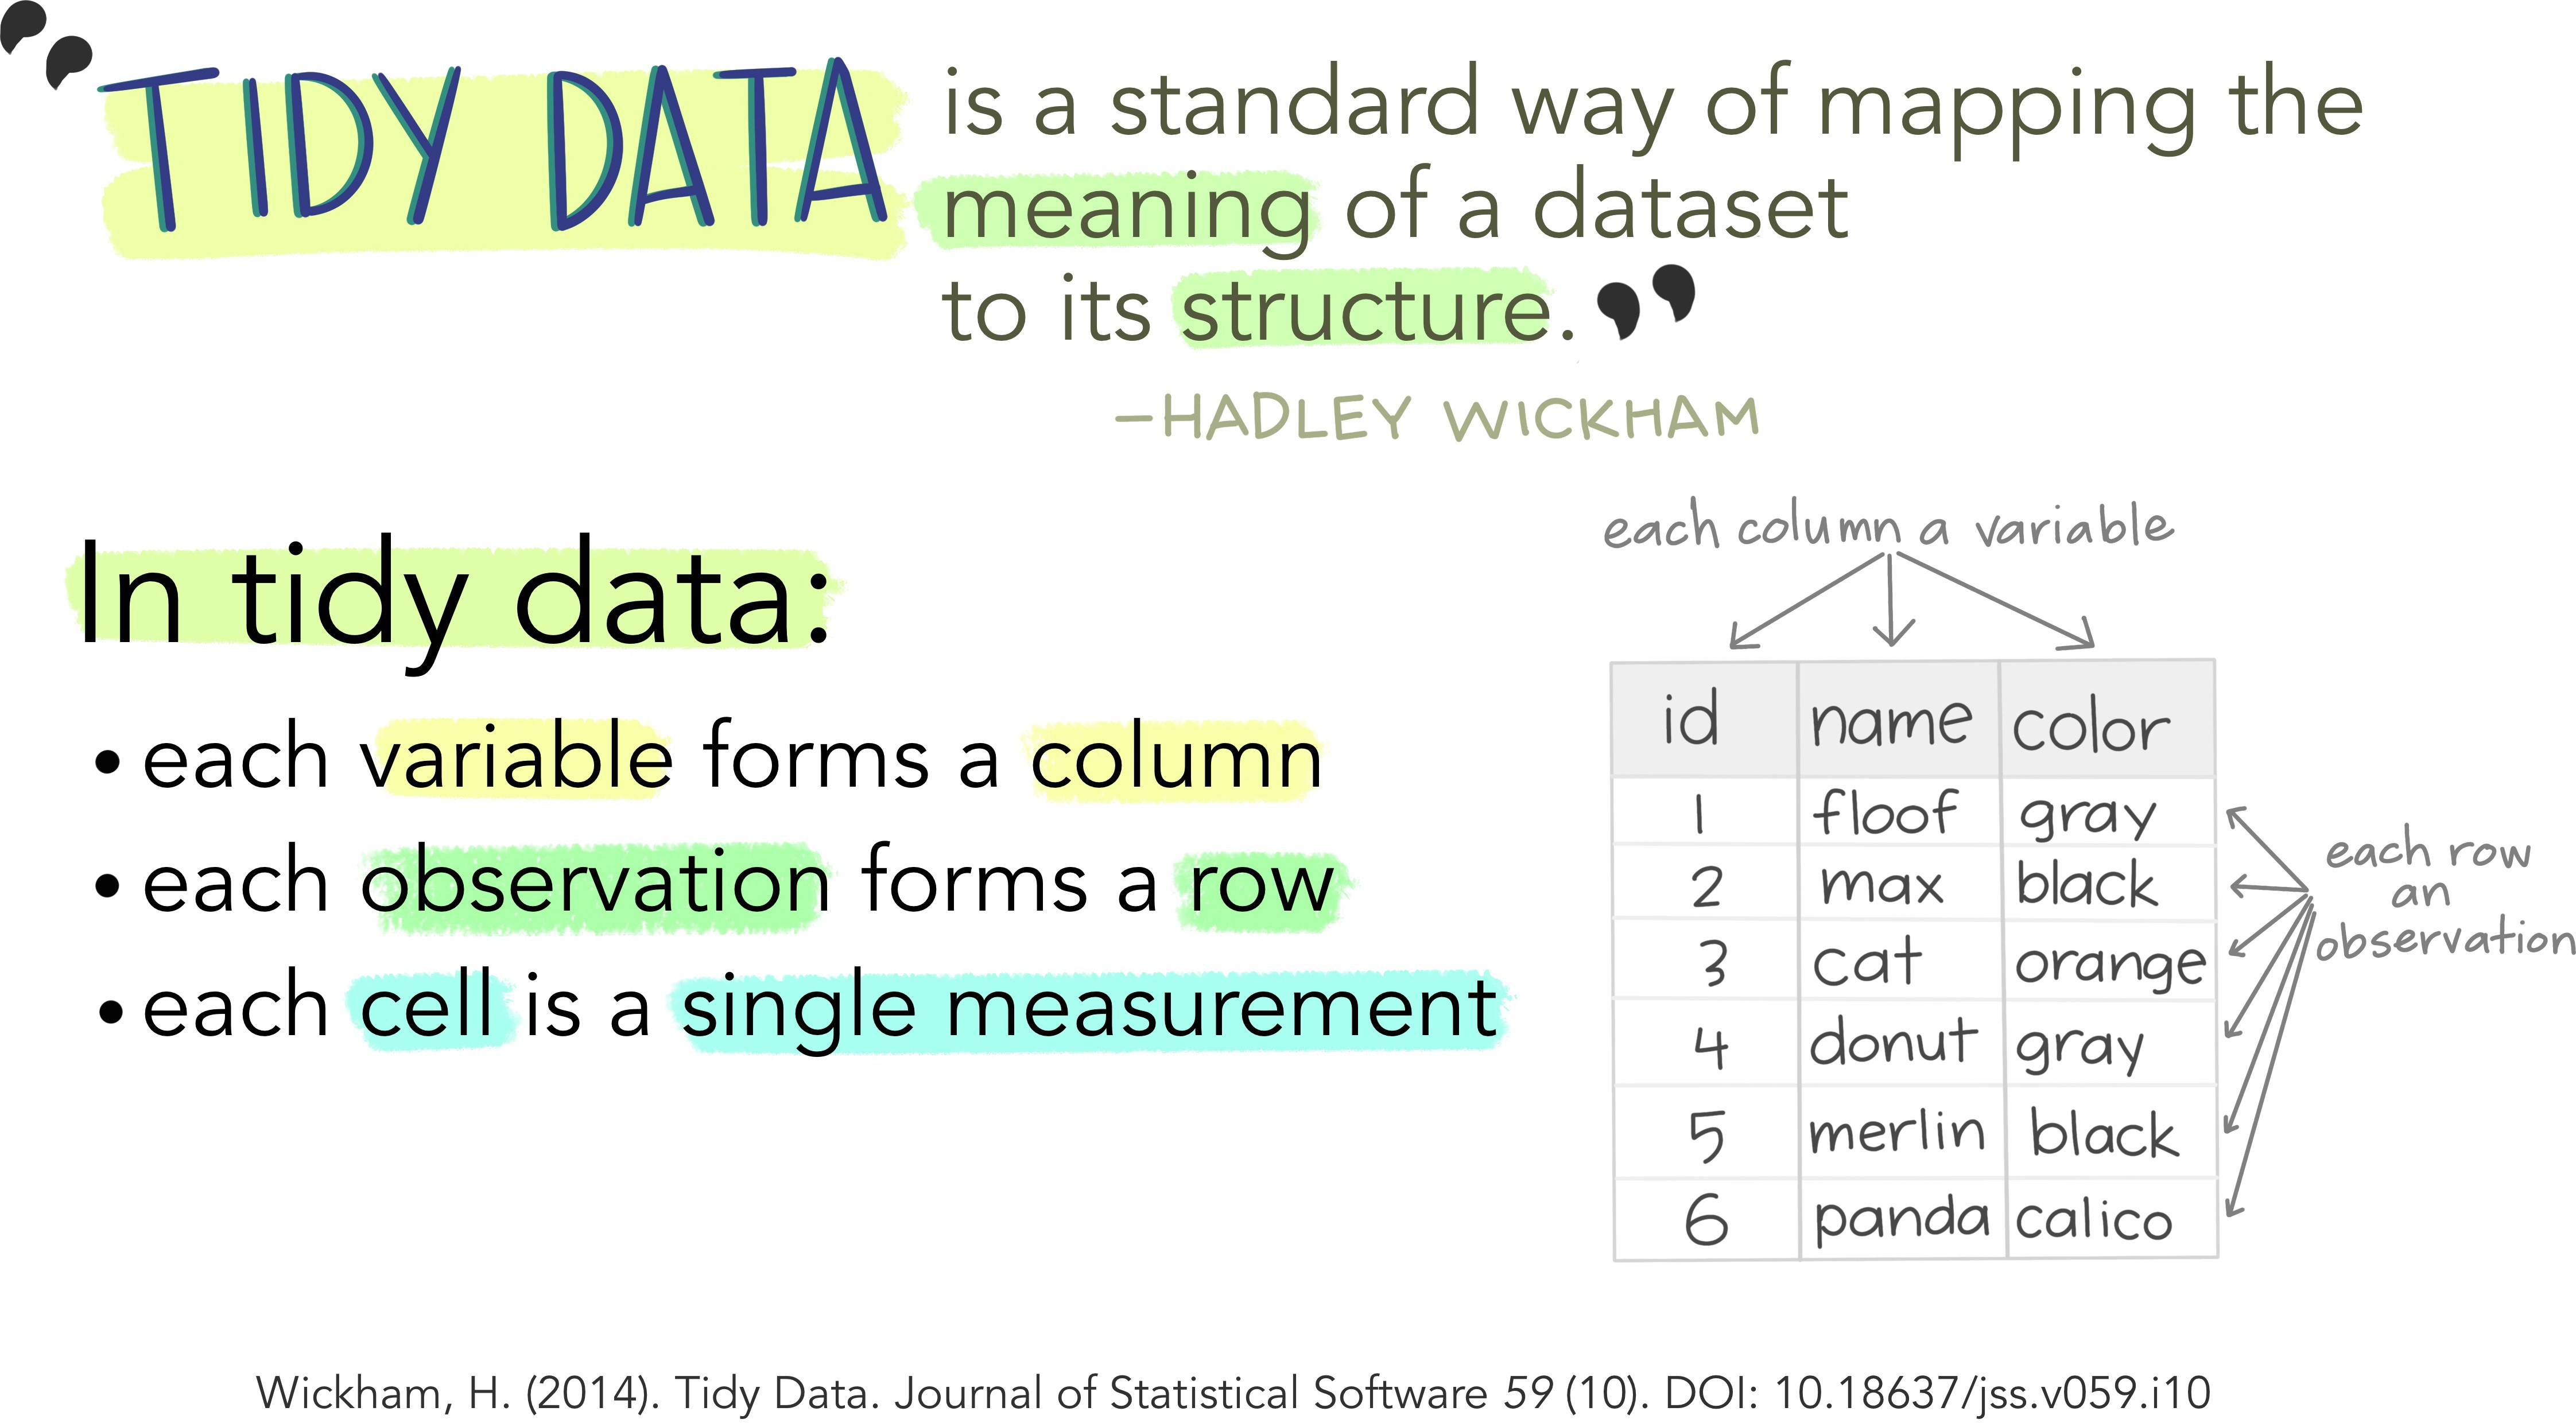 “TIDY DATA is a standard way of mapping the
meaning of a dataset
to its structure.”
—HADLEY WICKHAM
In tidy data:
• each variable forms a column
• each observation forms a row
• each cell is a single measurement
each column a variable
id name color
1 floof gray
2 max black
3 cat orange
4 donut gray
5 merlin black
6 panda calico
each row
an
observation
Wickham, H. (2014). Tidy Data. Journal of Statistical Software 59 (10). DOI: 10.18637/jss.v059.i10